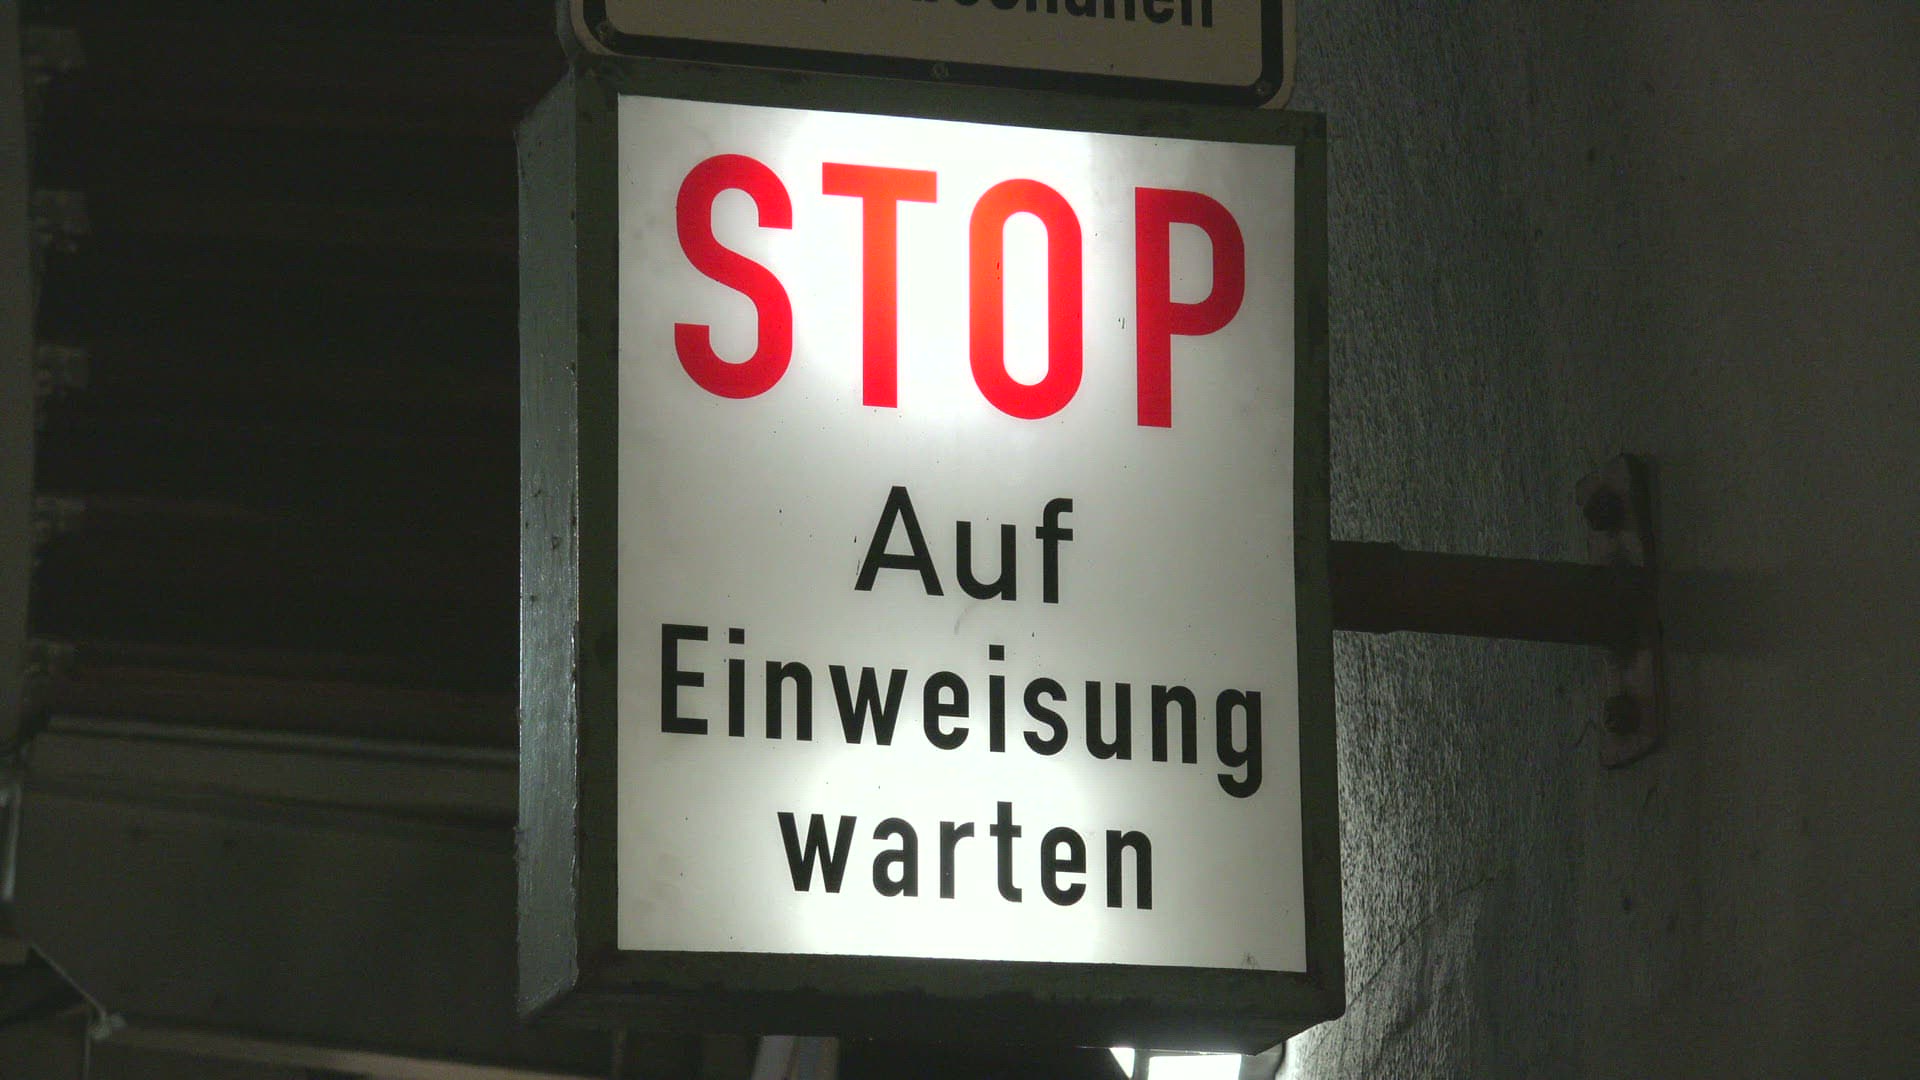 STOP
Auf
Einweisung
warten